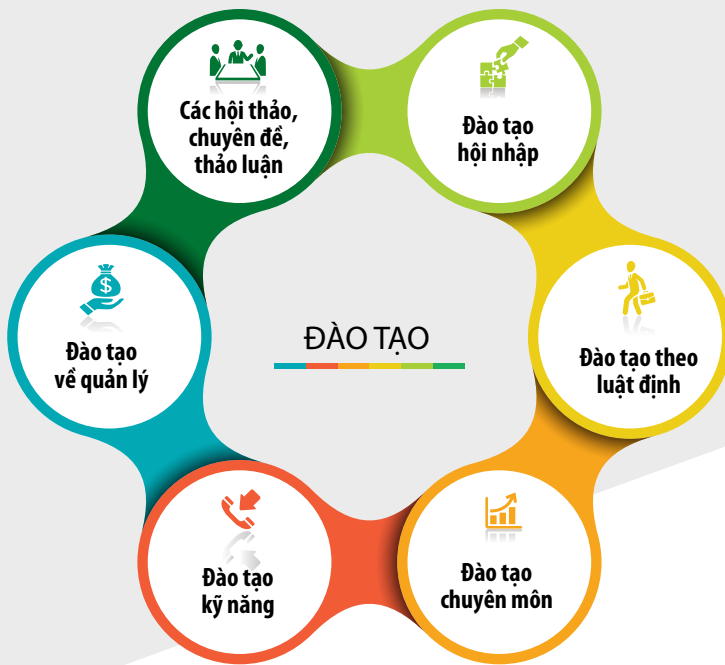 Các hội thảo,
chuyên đề,
thảo luận
Đào tạo
hội nhập
ĐÀO TẠO
Đào tạo
về quản lý
Đào tạo theo
luật định
Đào tạo
kỹ năng
Đào tạo
chuyên môn